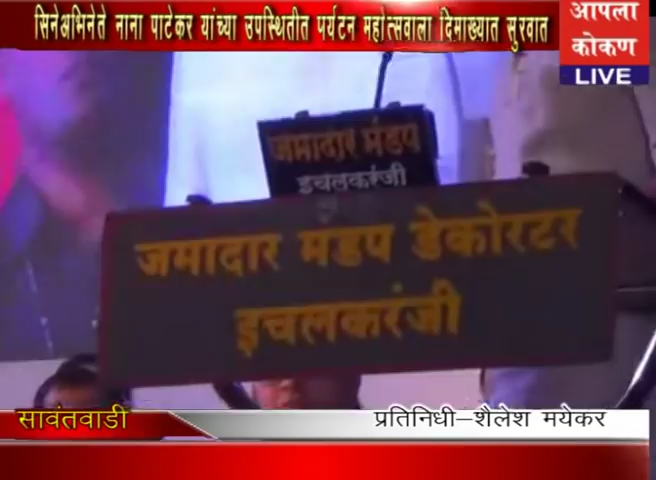 सिनेअभिनेते नाना पाटेकर यांच्या उपस्थितीत पर्यटन महोत्सवाला दिमाख्यात सुरवात
आपला
कोकण
LIVE
जमादार मंडप
इचलकरंजी
जमादार मंडप डेकोरटर
इचलकरंजी
सावंतवाडी
प्रतिनिधी-शैलेश मयेकर